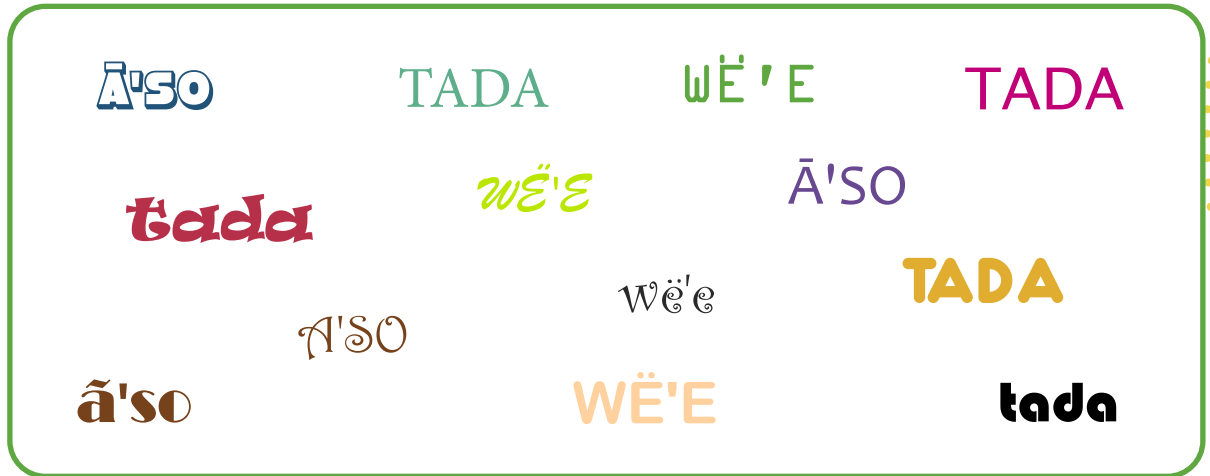 Ā'SO TADA WË'E TADA
tada WË'E Ā'SO
TADA
Wë'e
A'SO
ã'so WË'E tada